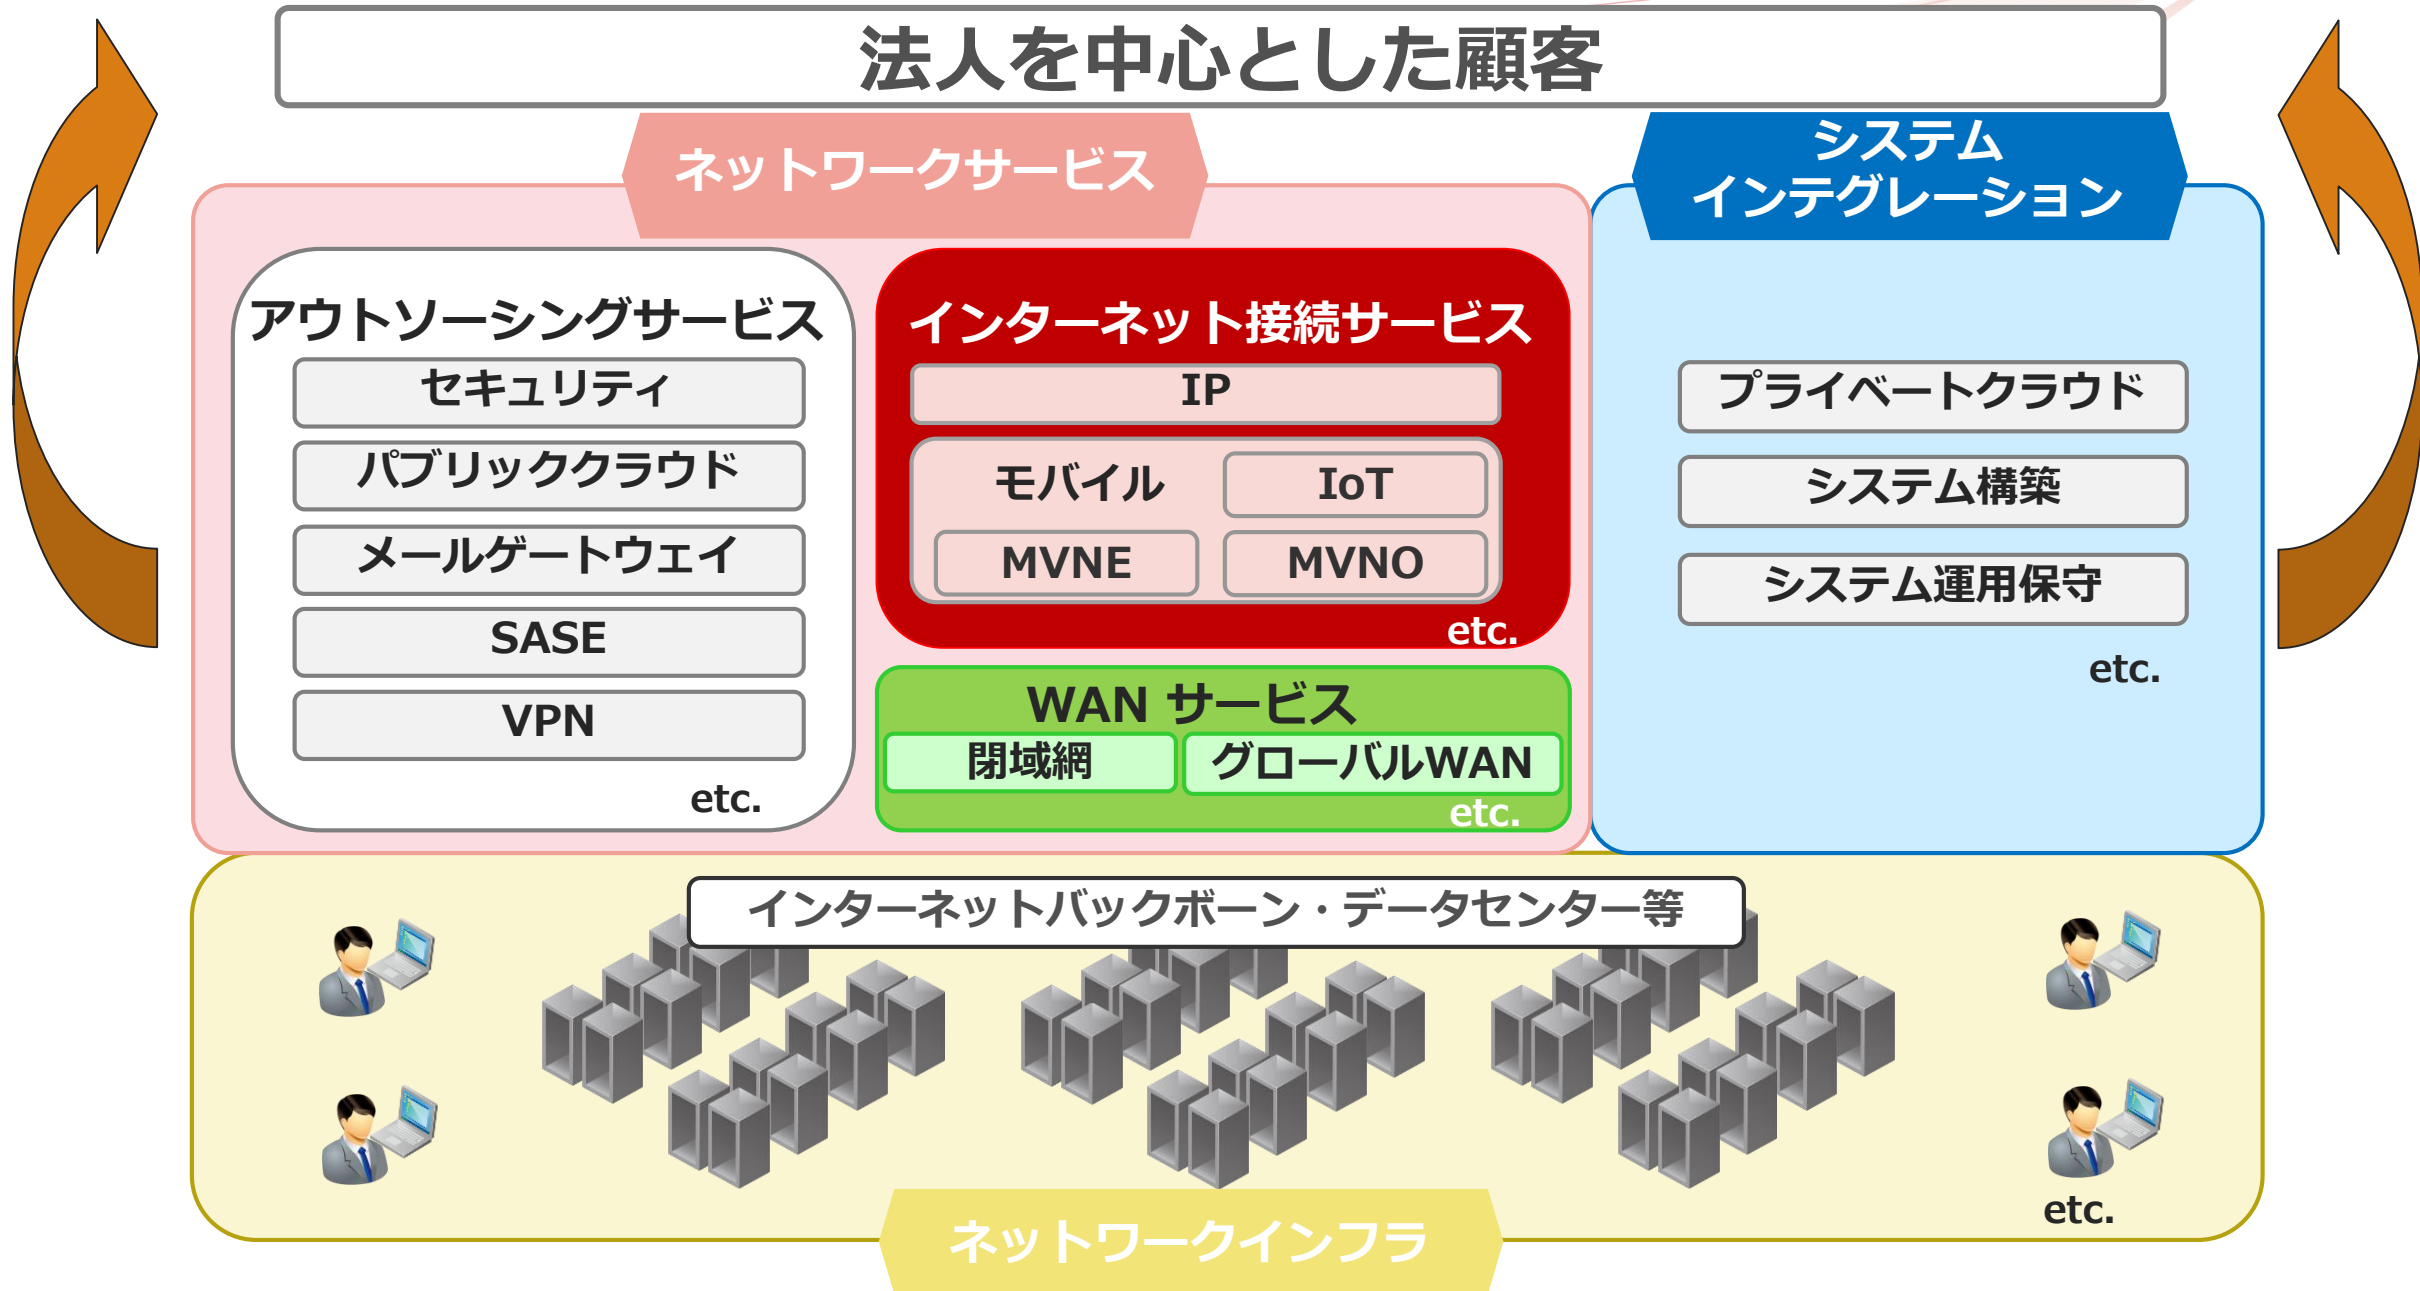 法人を中心とした顧客
ネットワークサービス
アウトソーシングサービス
セキュリティ
パブリッククラウド
メールゲートウェイ
SASE
VPN
etc.
インターネット接続サービス
IP
モバイル
IoT
MVNE
MVNO
etc.
WAN サービス
閉域網
グローバルWAN
etc.
システム
インテグレーション
プライベートクラウド
システム構築
システム運用保守
etc.
インターネットバックボーン・データセンター等
etc.
ネットワークインフラ